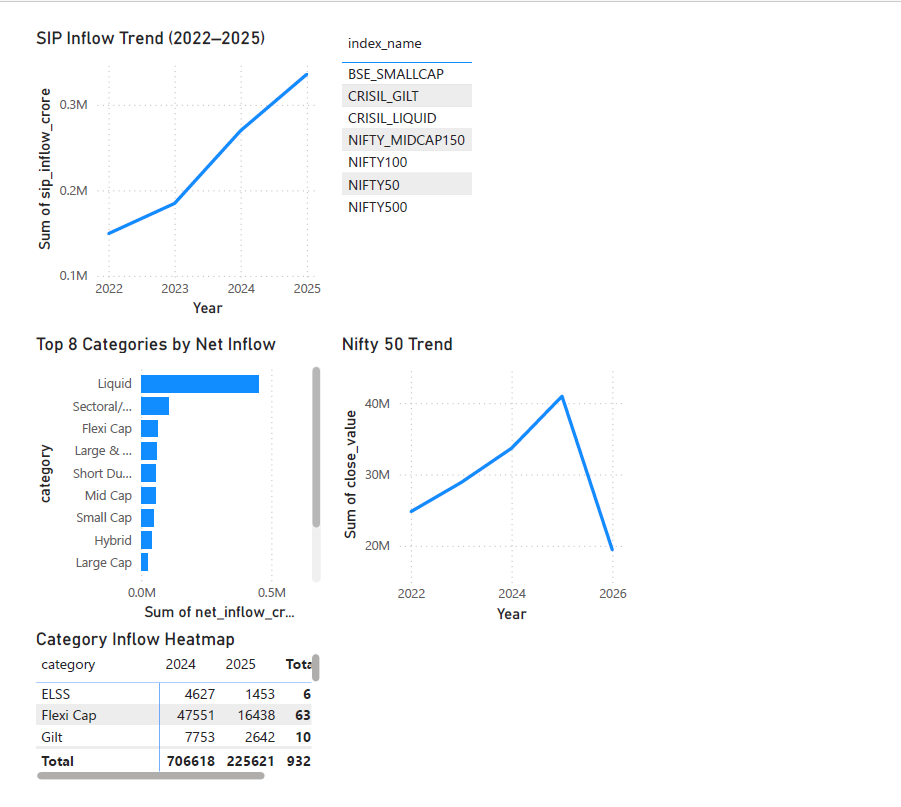 SIP Inflow Trend (2022–2025)
Sum of sip_inflow_crore
0.3M
0.2M
0.1M
2022 2023 2024 2025
Year
index_name
BSE_SMALLCAP
CRISIL_GILT
CRISIL_LIQUID
NIFTY_MIDCAP150
NIFTY100
NIFTY50
NIFTY500
Top 8 Categories by Net Inflow
category
Liquid
Sectoral/...
Flexi Cap
Large & ...
Short Du...
Mid Cap
Small Cap
Hybrid
Large Cap
0.0M 0.5M
Sum of net_inflow_cr...
Nifty 50 Trend
Sum of close_value
40M
30M
20M
2022 2024 2026
Year
Category Inflow Heatmap
category 2024 2025 Tota
ELSS 4627 1453 6
Flexi Cap 47551 16438 63
Gilt 7753 2642 10
Total 706618 225621 932